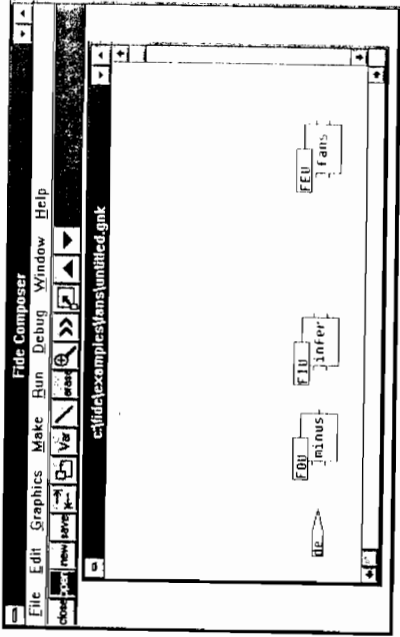 Fide Composer
File Edit Graphics Make Run Debug Window Help
close open new save Var erase
c:\fide\examples\fans\untitled.gnk
de
FOU
minus
FIU
infer
FEU
fans